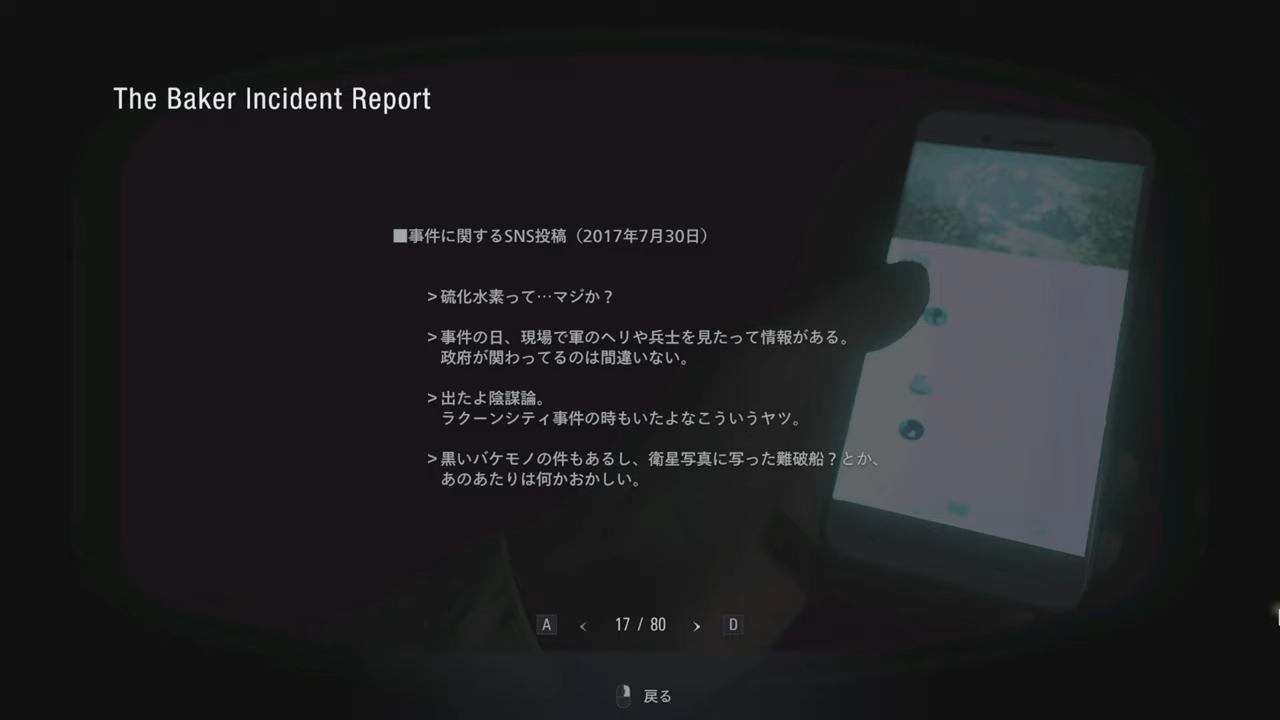 The Baker Incident Report
■事件に関するSNS投稿（2017年7月30日）
＞硫化水素って…マジか？
＞事件の日、現場で軍のヘリや兵士を見たって情報がある。
政府が関わってるのは間違いない。
＞出たよ陰謀論。
ラクーンシティ事件の時もいたよなこういうヤツ。
＞黒いバケモノの件もあるし、衛星写真に写った難破船？とか、
あのあたりは何かおかしい。
A ‹ 17 / 80 › D
戻る